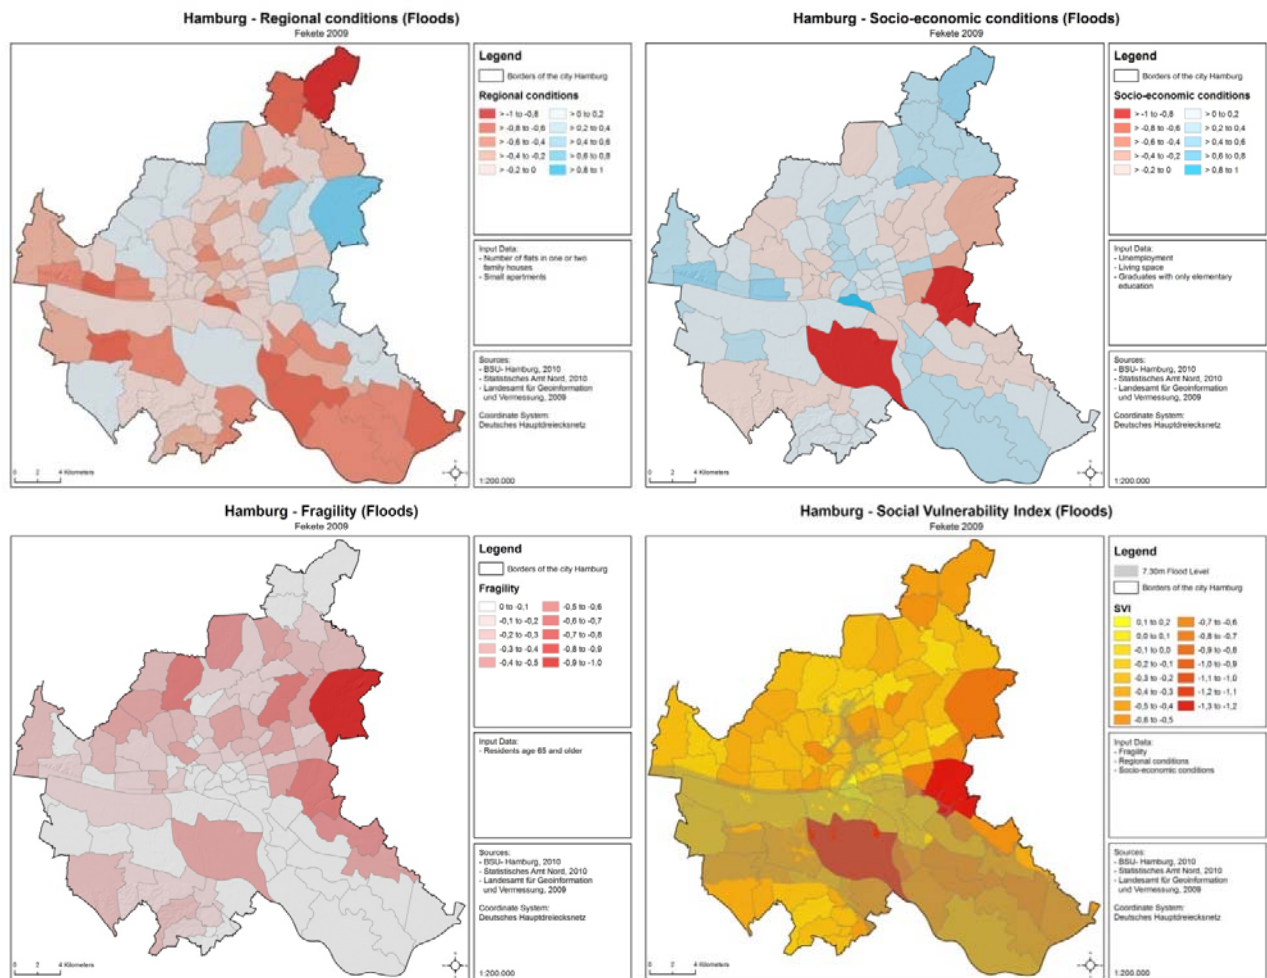 Hamburg - Regional conditions (Floods)
Fekete 2009
Legend
Borders of the city Hamburg
Regional conditions
> -1 to -0,8
> 0 to 0,2
> -0,8 to -0,6
> 0,2 to 0,4
> -0,6 to -0,4
> 0,4 to 0,6
> -0,4 to -0,2
> 0,6 to 0,8
> -0,2 to 0
> 0,8 to 1
Input Data:
- Number of flats in one or two
family houses
- Small apartments
Sources:
- BSU- Hamburg, 2010
- Statistisches Amt Nord, 2010
- Landesamt für Geoinformation
und Vermessung, 2009
Coordinate System:
Deutsches Hauptdreiecksnetz
0 2 4 Kilometers
1:200.000
Hamburg - Socio-economic conditions (Floods)
Fekete 2009
Legend
Borders of the city Hamburg
Socio-economic conditions
> -1 to -0,8
> 0 to 0,2
> -0,8 to -0,6
> 0,2 to 0,4
> -0,6 to -0,4
> 0,4 to 0,6
> -0,4 to -0,2
> 0,6 to 0,8
> -0,2 to 0
> 0,8 to 1
Input Data:
- Unemployment
- Living space
- Graduates with only elementary
education
Sources:
- BSU- Hamburg, 2010
- Statistisches Amt Nord, 2010
- Landesamt für Geoinformation
und Vermessung, 2009
Coordinate System:
Deutsches Hauptdreiecksnetz
0 2 4 Kilometers
1:200.000
Hamburg - Fragility (Floods)
Fekete 2009
Legend
Borders of the city Hamburg
Fragility
0 to -0,1
-0,5 to -0,6
-0,1 to -0,2
-0,6 to -0,7
-0,2 to -0,3
-0,7 to -0,8
-0,3 to -0,4
-0,8 to -0,9
-0,4 to -0,5
-0,9 to -1.0
Input Data:
- Residents age 65 and older
Sources:
- BSU- Hamburg, 2010
- Statistisches Amt Nord, 2010
- Landesamt für Geoinformation
und Vermessung, 2009
Coordinate System:
Deutsches Hauptdreiecksnetz
0 2 4 Kilometers
1:200.000
Hamburg - Social Vulnerability Index (Floods)
Fekete 2009
Legend
7.30m Flood Level
Borders of the city Hamburg
SVI
0,1 to 0,2
-0,7 to -0,6
0,0 to 0,1
-0,8 to -0,7
-0,1 to 0,0
-0,9 to -0,8
-0,2 to -0,1
-1,0 to -0,9
-0,3 to -0,2
-1,1 to -1,0
-0,4 to -0,3
-1,2 to -1,1
-0,5 to -0,4
-1,3 to -1,2
-0,6 to -0,5
Input Data:
- Fragility
- Regional conditions
- Socio-economic conditions
Sources:
- BSU- Hamburg, 2010
- Statistisches Amt Nord, 2010
- Landesamt für Geoinformation
und Vermessung, 2009
Coordinate System:
Deutsches Hauptdreiecksnetz
0 2 4 Kilometers
1:200.000